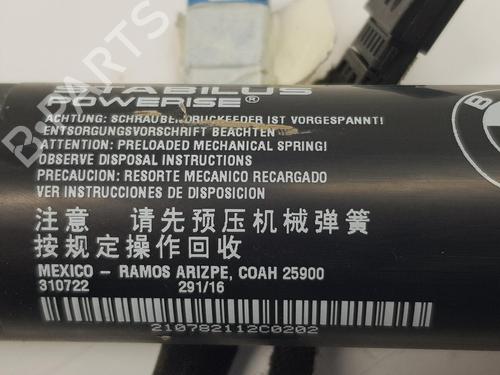 STABILUS
POWERISE®
ACHTUNG: SCHRAUBENDRUCKFEDER IST VORGESPANNT!
ENTSORGUNGSVORSCHRIFT BEACHTEN
ATTENTION: PRELOADED MECHANICAL SPRING!
OBSERVE DISPOSAL INSTRUCTIONS
PRECAUCION: RESORTE MECANICO RECARGADO
VER INSTRUCCIONES DE DISPOSICION
注意 请先预压机械弹簧
按规定操作回收
MEXICO - RAMOS ARIZPE, COAH 25900
310722 291/16
210782112C0202
B-PARTS
B